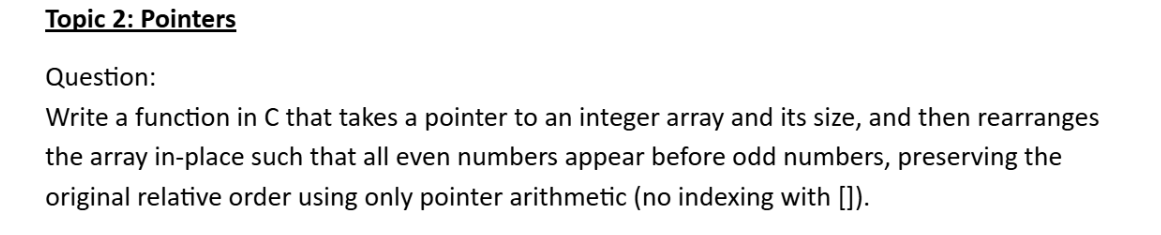 Topic 2: Pointers
Question:
Write a function in C that takes a pointer to an integer array and its size, and then rearranges
the array in-place such that all even numbers appear before odd numbers, preserving the
original relative order using only pointer arithmetic (no indexing with []).